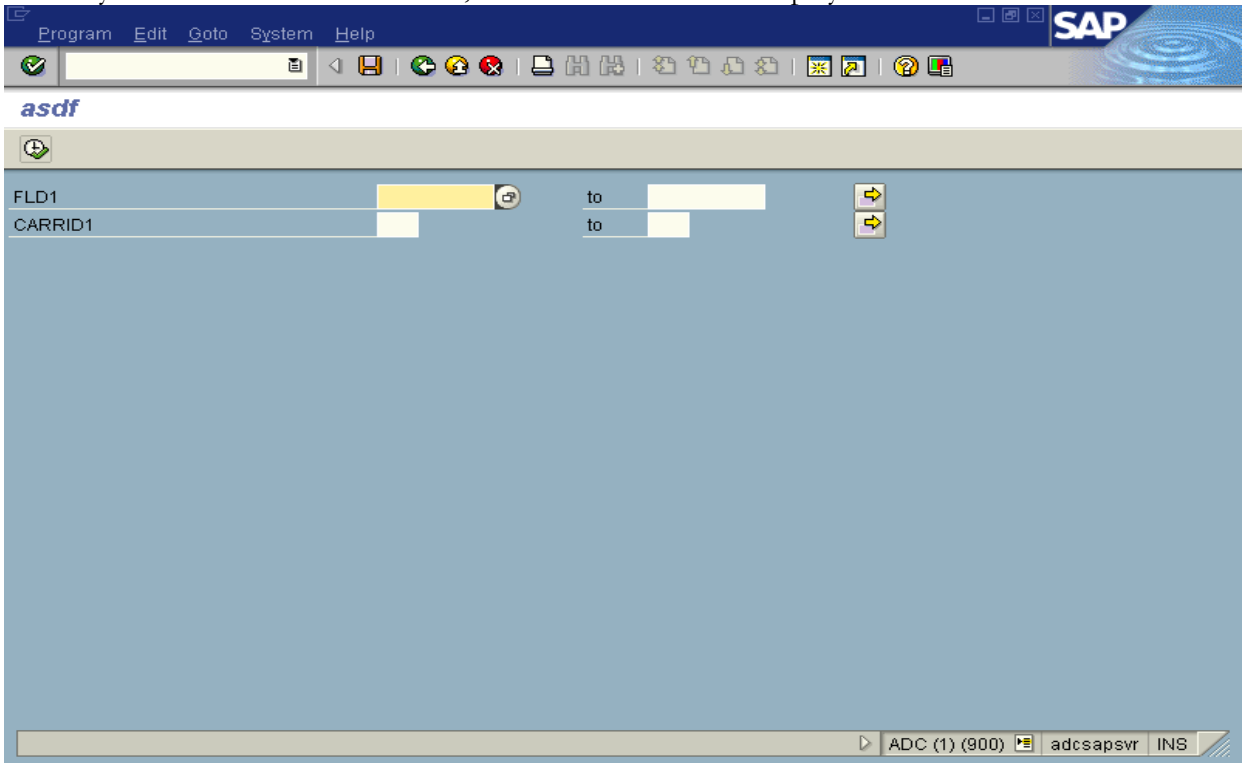 Program Edit Goto System Help
SAP
asdf
FLD1 to
CARRID1 to
ADC (1) (900) adcsapsvr INS